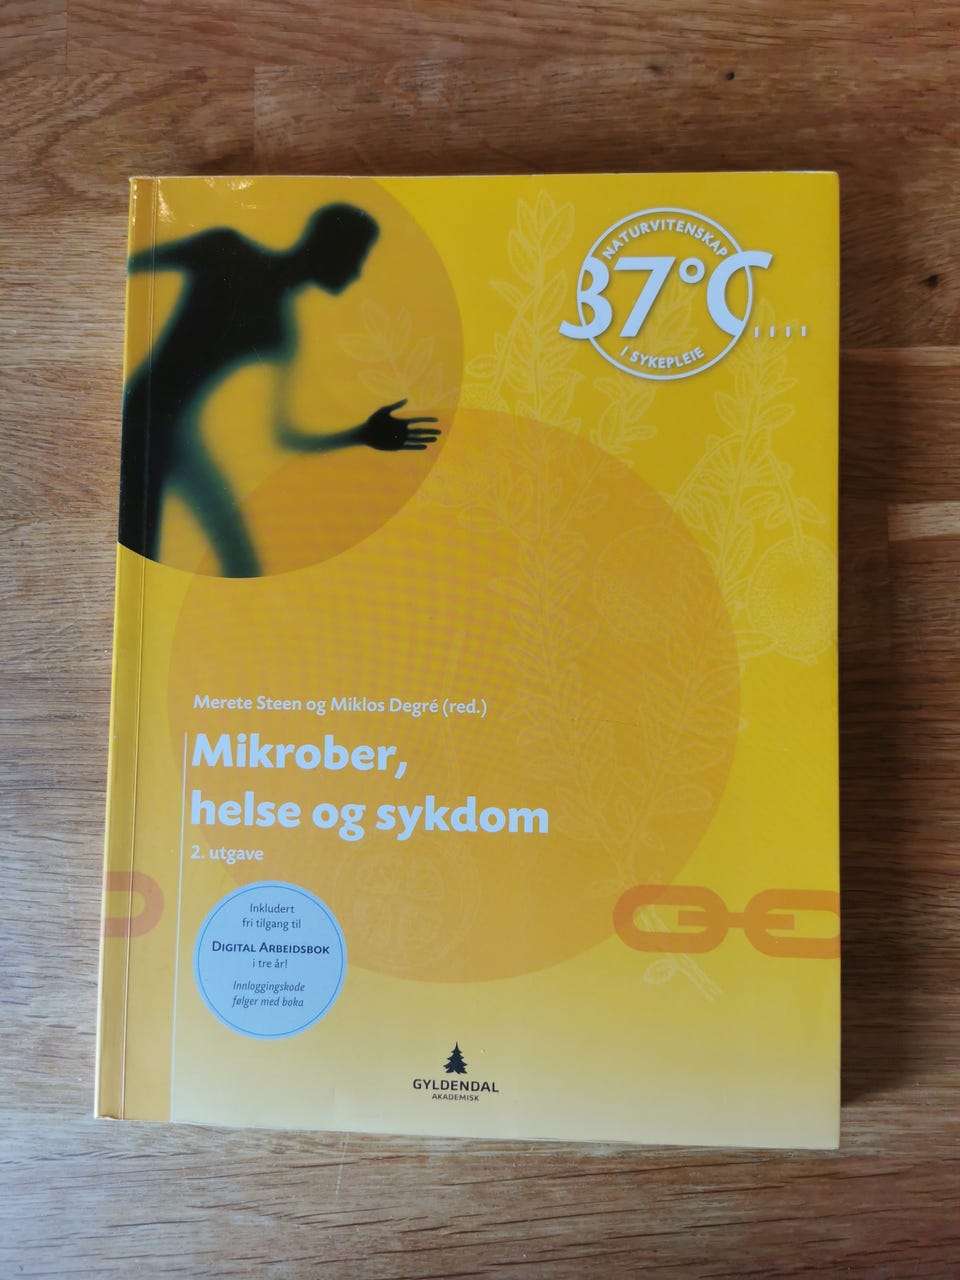 NATURVITENSKAP
37°C
I SYKEPLEIE
Merete Steen og Miklos Degré (red.)
Mikrober,
helse og sykdom
2. utgave
Inkludert
fri tilgang til
DIGITAL ARBEIDSBOK
i tre år!
Innloggingskode
følger med boka
GYLDENDAL
AKADEMISK